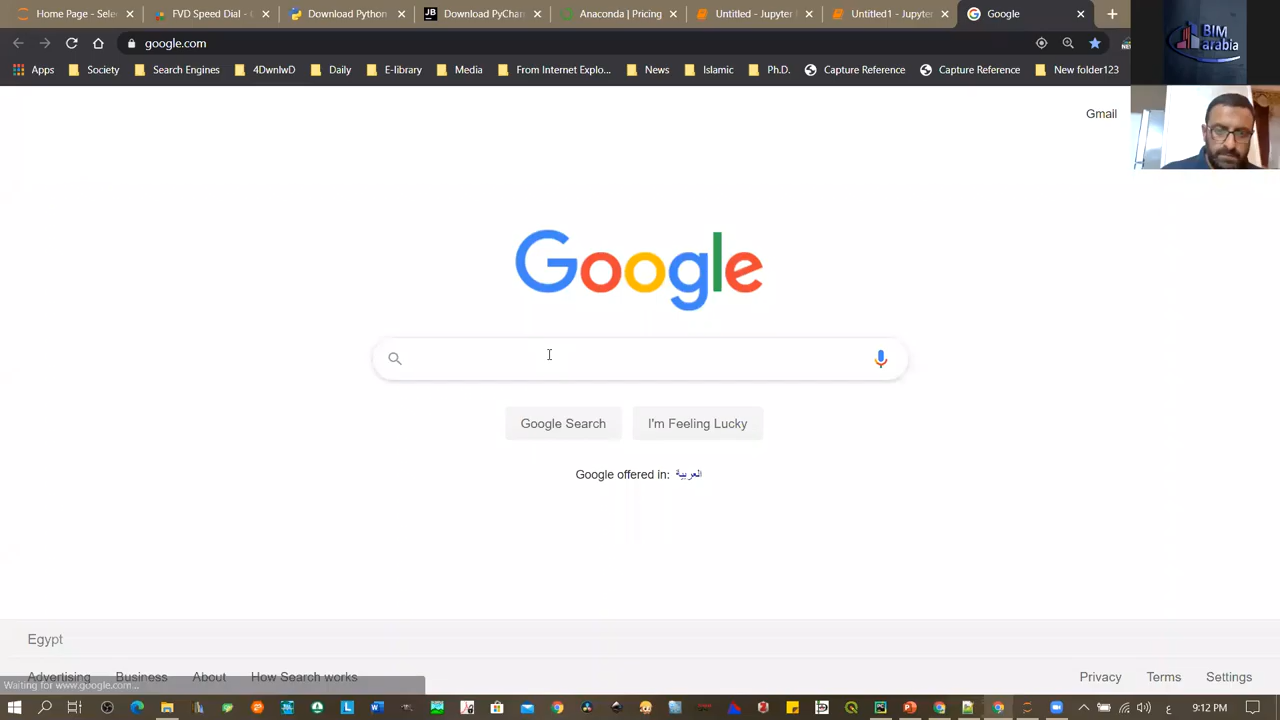 Home Page - Sele
FVD Speed Dial -
Download Python
Download PyChar
Anaconda | Pricing
Untitled - Jupyter
Untitled1 - Jupyter
Google
google.com
Apps
Society
Search Engines
4DwnlwD
Daily
E-library
Media
From Internet Explo...
News
Islamic
Ph.D.
Capture Reference
Capture Reference
New folder123
BIM
arabia
Gmail
Google
Google Search
I'm Feeling Lucky
Google offered in: العربية
Egypt
Advertising
Business
About
How Search works
Privacy
Terms
Settings
Waiting for www.google.com...
9:12 PM